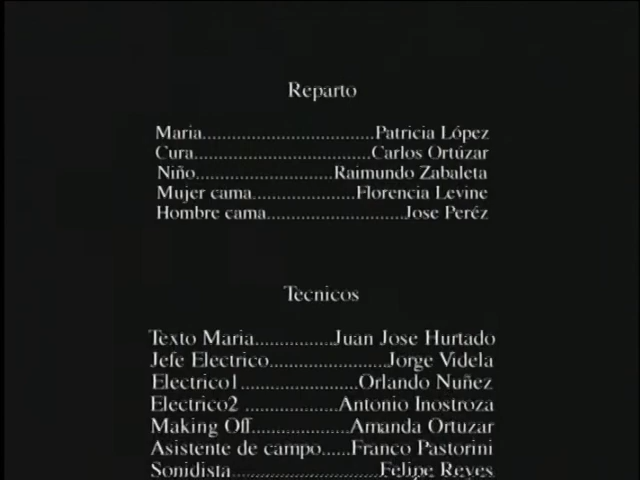 Reparto
Maria..................................Patricia López
Cura...................................Carlos Ortúzar
Niño...........................Raimundo Zabaleta
Mujer cama.....................Florencia Levine
Hombre cama...........................Jose Peréz
Tecnicos
Texto Maria................Juan Jose Hurtado
Jefe Electrico.......................Jorge Videla
Electrico1.......................Orlando Nuñez
Electrico2 ..................Antonio Inostroza
Making Off...................Amanda Ortuzar
Asistente de campo......Franco Pastorini
Sonidista.............................Felipe Reyes